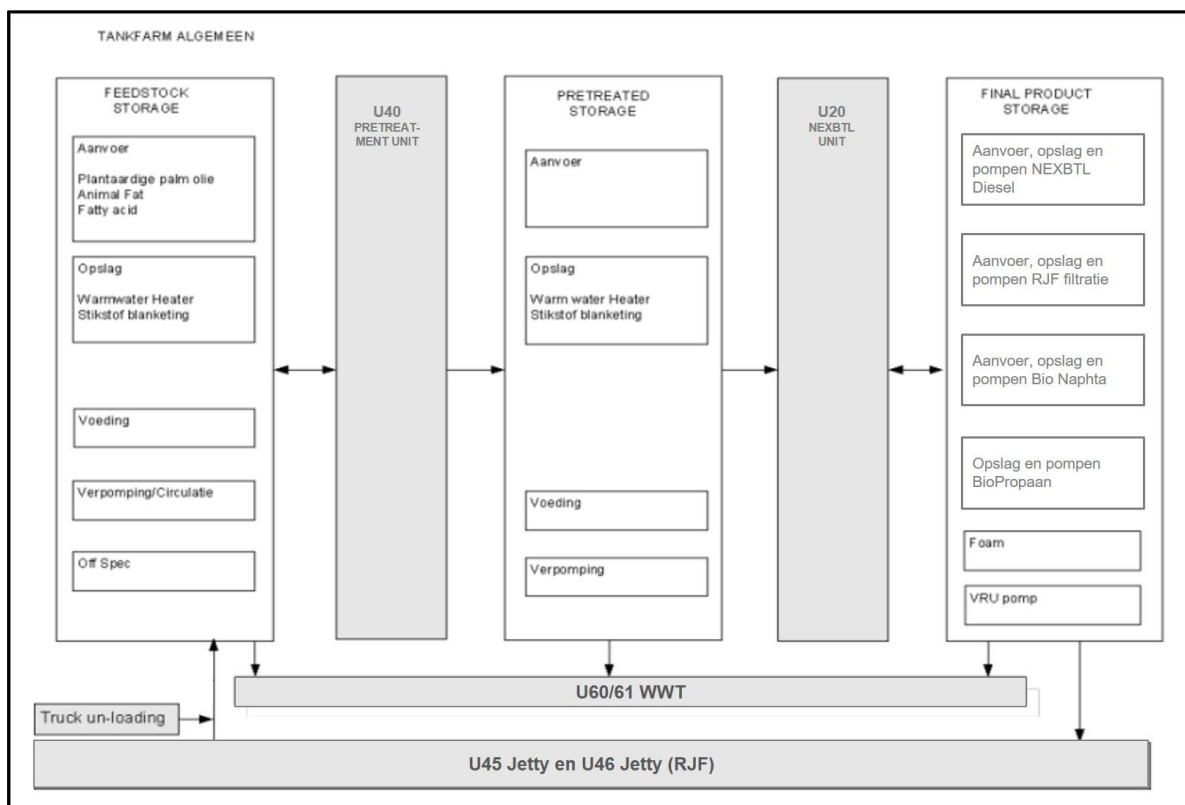 TANKFARM ALGEMEEN
FEEDSTOCK
STORAGE
Aanvoer
Plantaardige palm olie
Animal Fat
Fatty acid
Opslag
Warmwater Heater
Stikstof blanketing
Voeding
Verpomping/Circulatie
Off Spec
U40
PRETREAT-
MENT UNIT
PRETREATED
STORAGE
Aanvoer
Opslag
Warm water Heater
Stikstof blanketing
Voeding
Verpomping
U20
NEXBTL
UNIT
FINAL PRODUCT
STORAGE
Aanvoer, opslag en
pompen NEXBTL
Diesel
Aanvoer, opslag en
pompen RJF filtratie
Aanvoer, opslag en
pompen Bio Naphta
Opslag en pompen
BioPropaan
Foam
VRU pomp
U60/61 WWT
Truck un-loading
U45 Jetty en U46 Jetty (RJF)